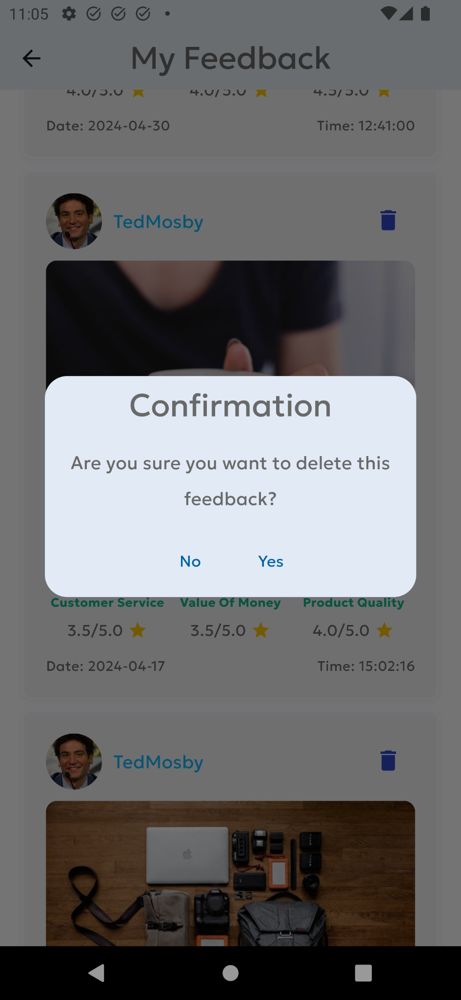 11:05
My Feedback
4.0/5.0 4.0/5.0 4.5/5.0
Date: 2024-04-30 Time: 12:41:00
TedMosby
Confirmation
Are you sure you want to delete this
feedback?
No Yes
Customer Service Value Of Money Product Quality
3.5/5.0 3.5/5.0 4.0/5.0
Date: 2024-04-17 Time: 15:02:16
TedMosby